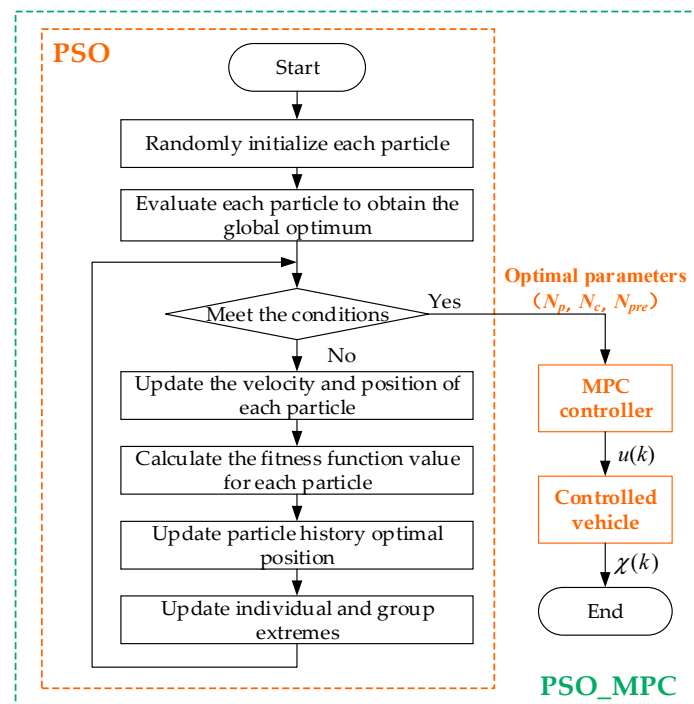 PSO
Start
Randomly initialize each particle
Evaluate each particle to obtain the
global optimum
Meet the conditions
Yes
No
Update the velocity and position of
each particle
Calculate the fitness function value
for each particle
Update particle history optimal
position
Update individual and group
extremes
Optimal parameters
(Np, Nc, Npre)
MPC
controller
u(k)
Controlled
vehicle
χ(k)
End
PSO_MPC